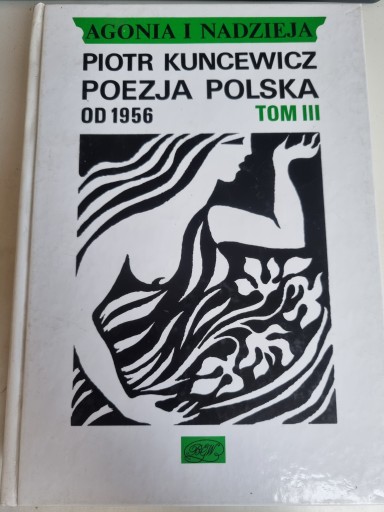 AGONIA I NADZIEJA
PIOTR KUNCEWICZ
POEZJA POLSKA
OD 1956 TOM III